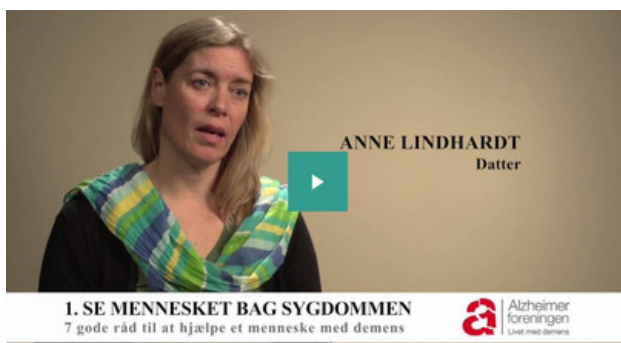 ANNE LINDHARDT
Datter
1. SE MENNESKET BAG SYGDOMMEN
7 gode råd til at hjælpe et menneske med demens
Alzheimer
foreningen
Livet med demens